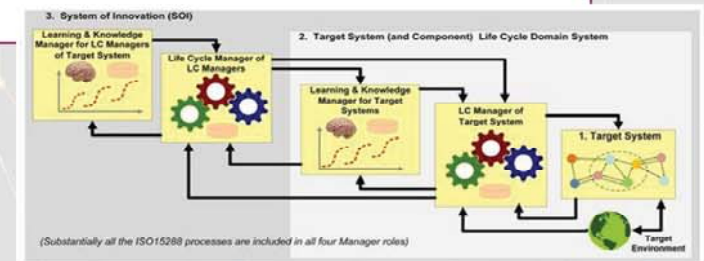 3. System of Innovation (SOI)
Learning & Knowledge
Manager for LC Managers
of Target System
Life Cycle Manager of
LC Managers
2. Target System (and Component) Life Cycle Domain System
Learning & Knowledge
Manager for Target
Systems
LC Manager of
Target System
1. Target System
Target
Environment
(Substantially all the ISO15288 processes are included in all four Manager roles)